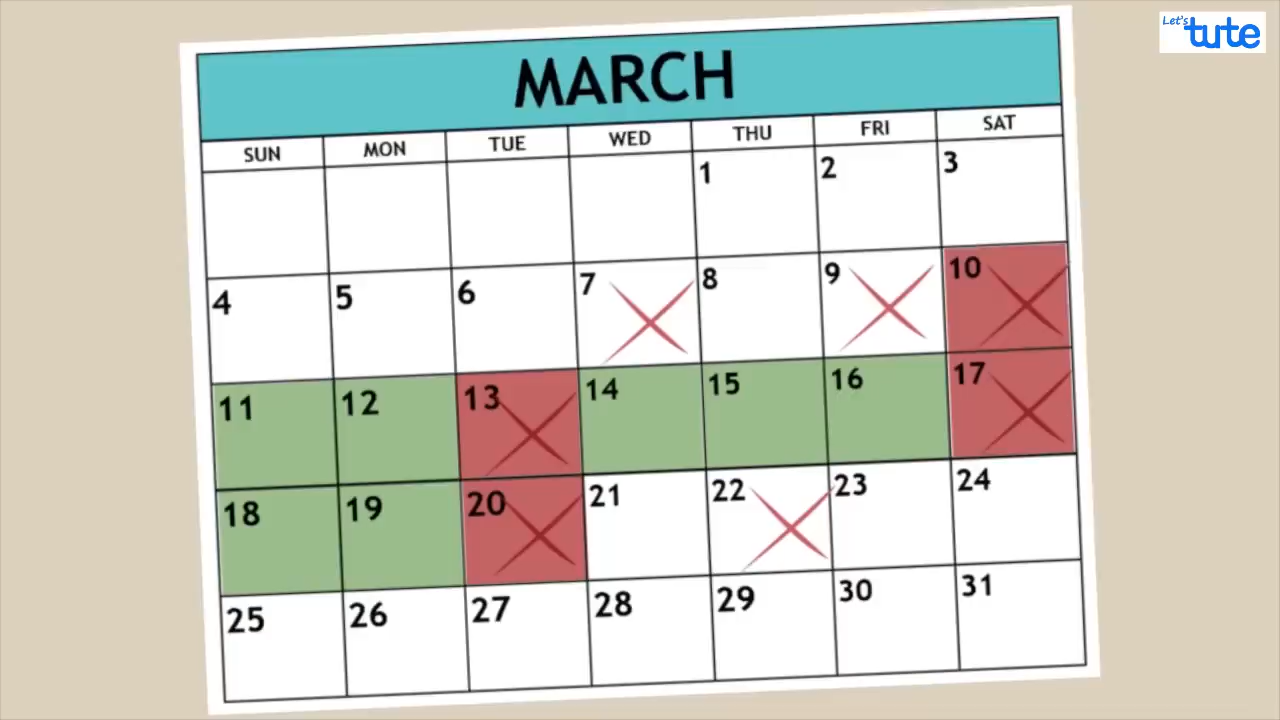 Let's
tute
MARCH
SUN MON TUE WED THU FRI SAT
1 2 3
4 5 6 7 8 9 10
11 12 13 14 15 16 17
18 19 20 21 22 23 24
25 26 27 28 29 30 31